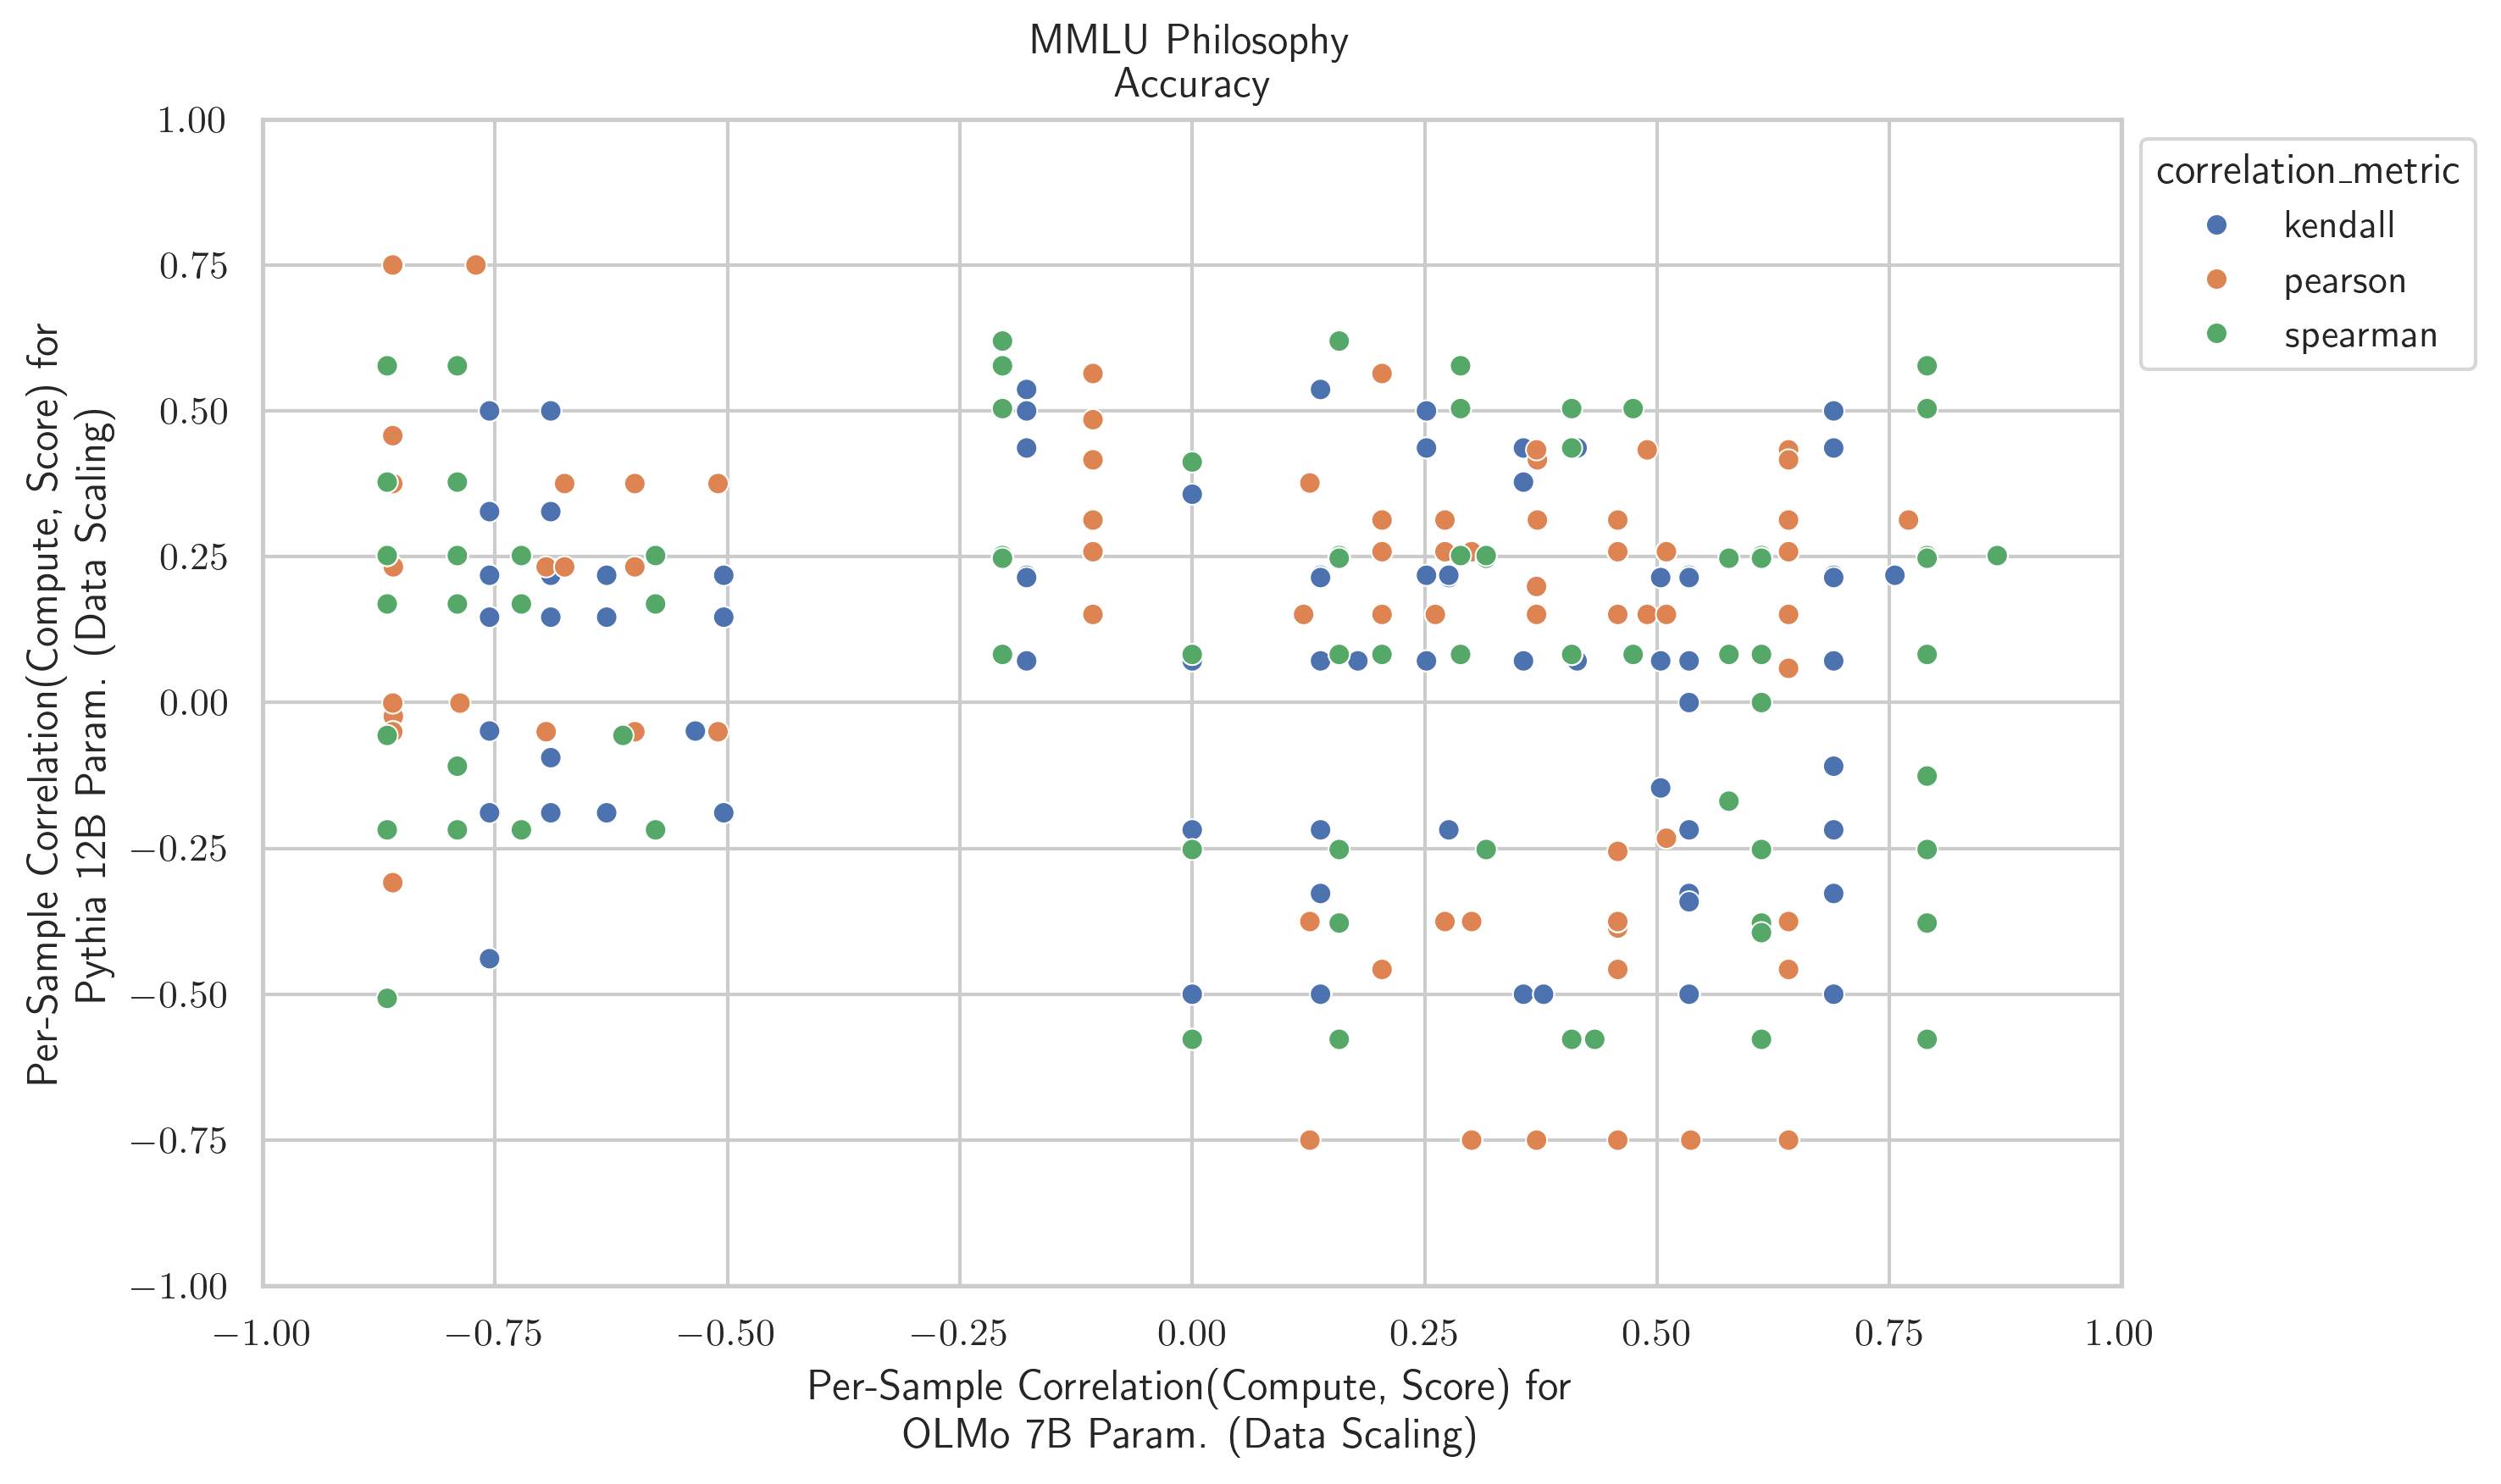 MMLU Philosophy
Accuracy
Per-Sample Correlation(Compute, Score) for
Pythia 12B Param. (Data Scaling)
1.00
0.75
0.50
0.25
0.00
−0.25
−0.50
−0.75
−1.00
−1.00
−0.75
−0.50
−0.25
0.00
0.25
0.50
0.75
1.00
Per-Sample Correlation(Compute, Score) for
OLMo 7B Param. (Data Scaling)
correlation_metric
kendall
pearson
spearman